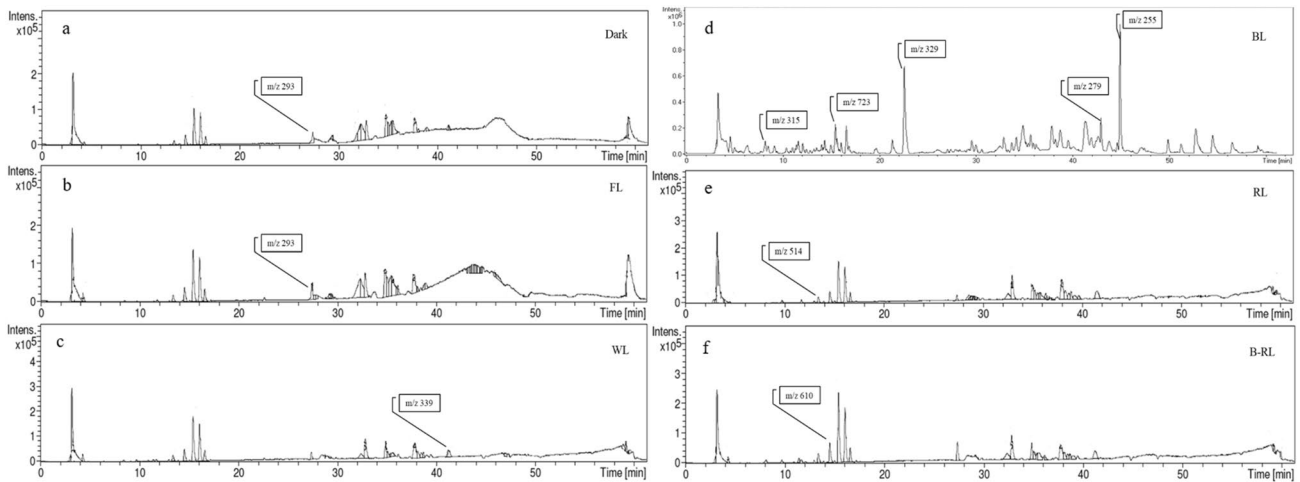 Intens.
x10^5
a
Dark
2
1
0
m/z 293
0
10
20
30
40
50
Time [min]
Intens.
x10^5
b
FL
2
1
0
m/z 293
0
10
20
30
40
50
Time [min]
Intens.
x10^5
c
WL
4
3
2
1
0
m/z 339
0
10
20
30
40
50
Time [min]
Intens.
x10^6
d
BL
1.0
0.8
0.6
0.4
0.2
0.0
m/z 315
m/z 723
m/z 329
m/z 279
m/z 255
10
20
30
40
50
Time [min]
Intens.
x10^5
e
RL
3
2
1
0
m/z 514
0
10
20
30
40
50
Time [min]
Intens.
x10^5
f
B-RL
3
2
1
0
m/z 610
0
10
20
30
40
50
Time [min]